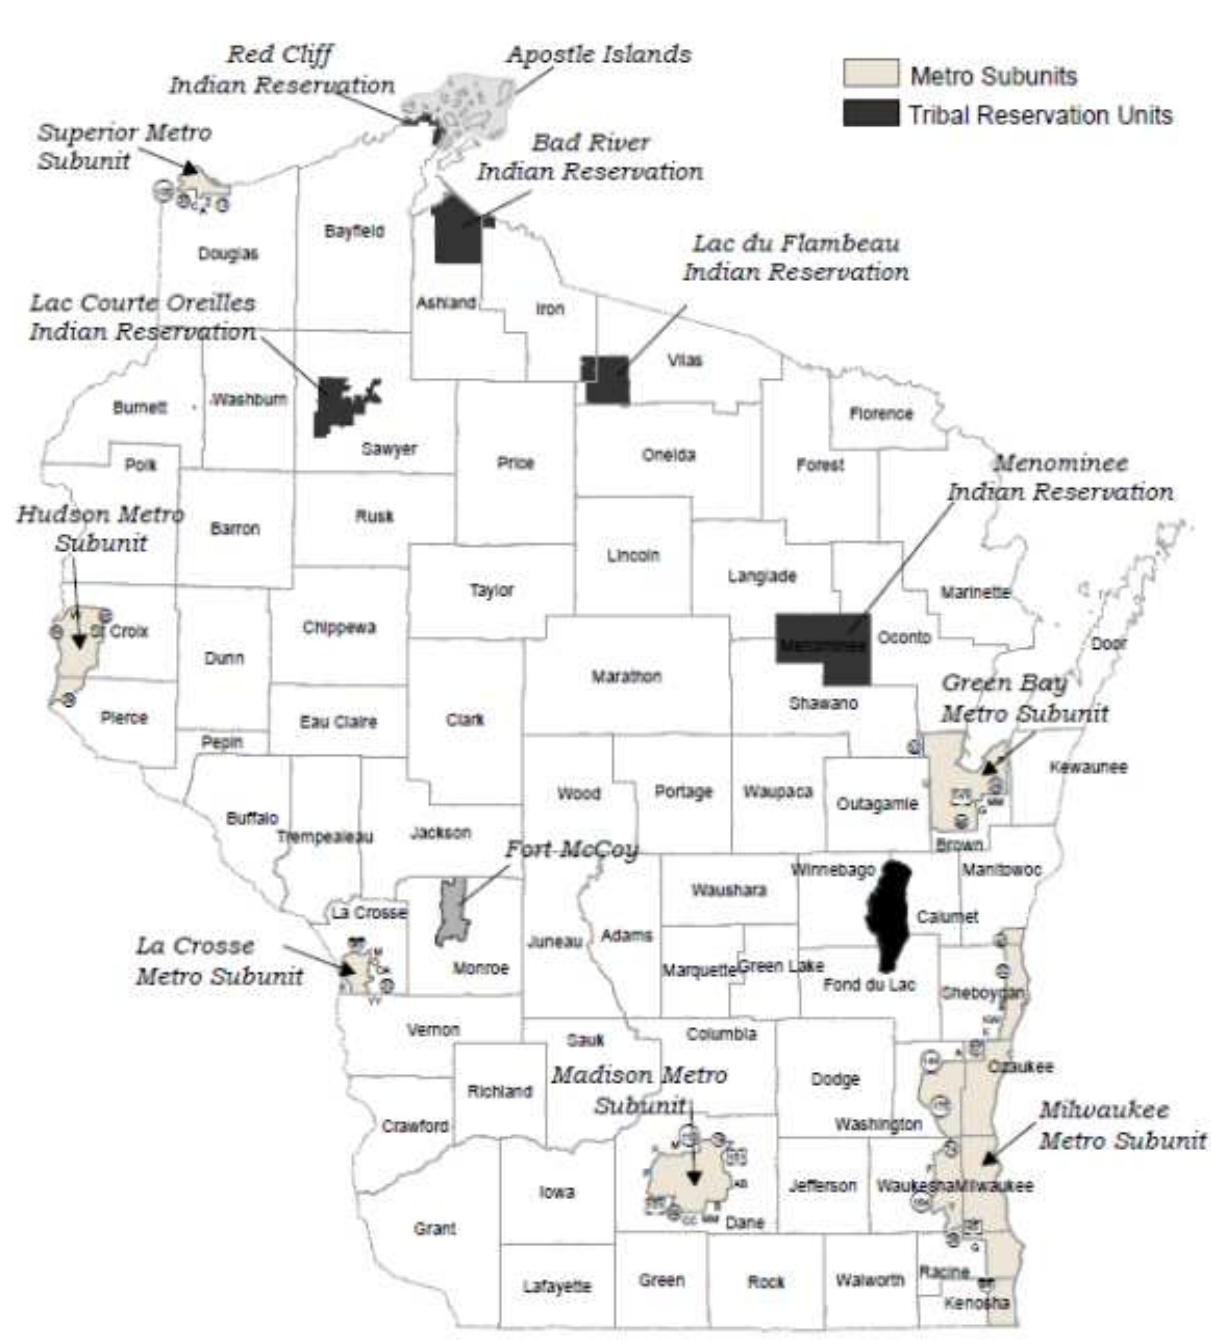 Red Cliff
Indian Reservation
Apostle Islands
Metro Subunits
Tribal Reservation Units
Superior Metro
Subunit
Bad River
Indian Reservation
Lac du Flambeau
Indian Reservation
Bayfield
Douglas
Lac Courte Oreilles
Indian Reservation
Ashland
Iron
Vilas
Burnett
Washburn
Florence
Sawyer
Polk
Price
Oneida
Forest
Menominee
Indian Reservation
Hudson Metro
Subunit
Barron
Rusk
Lincoln
Langlade
Taylor
Marinette
St Croix
Chippewa
Dunn
Menominee
Oconto
Door
Marathon
Green Bay
Metro Subunit
Shawano
Pierce
Eau Claire
Clark
Pepin
Kewaunee
Wood
Portage
Waupaca
Outagamie
G
MM
Buffalo
Trempealeau
Jackson
Brown
Fort McCoy
Winnebago
Manitowoc
Waushara
La Crosse
Calumet
Juneau
Adams
La Crosse
Metro Subunit
Monroe
Marquette
Green Lake
Fond du Lac
Sheboygan
Vernon
Sauk
Columbia
Madison Metro
Subunit
Richland
Dodge
Ozaukee
Crawford
Washington
Milwaukee
Metro Subunit
Iowa
Jefferson
Waukesha
Milwaukee
AB
CC
MM
Dane
Grant
Lafayette
Green
Rock
Walworth
Racine
Kenosha